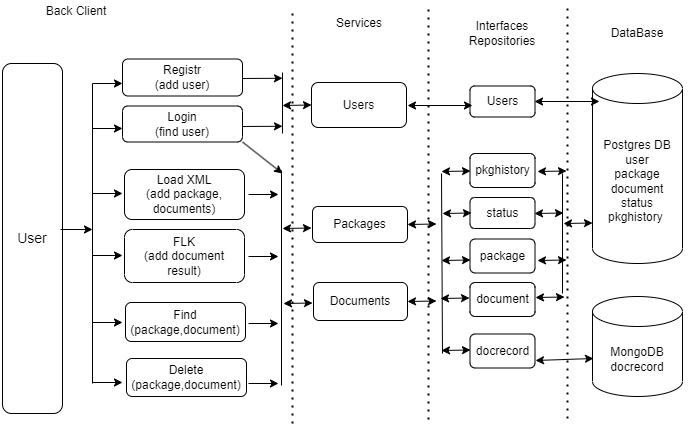 Back Client
Services
Interfaces
Repositories
DataBase
User
Registr
(add user)
Login
(find user)
Load XML
(add package,
documents)
FLK
(add document
result)
Find
(package,document)
Delete
(package,document)
Users
Packages
Documents
Users
pkghistory
status
package
document
docrecord
Postgres DB
user
package
document
status
pkghistory
MongoDB
docrecord